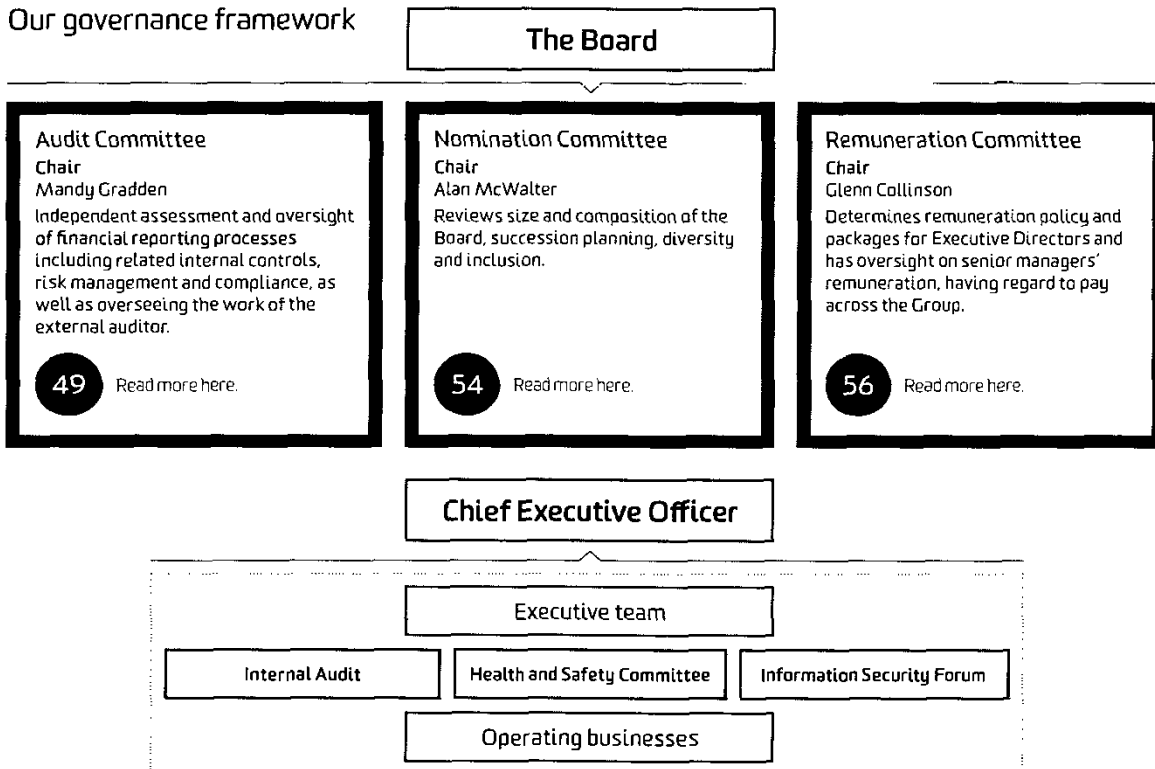 Our governance framework
The Board
Audit Committee
Chair
Mandy Gradden
Independent assessment and oversight
of financial reporting processes
including related internal controls,
risk management and compliance, as
well as overseeing the work of the
external auditor.
49 Read more here.
Nomination Committee
Chair
Alan McWalter
Reviews size and composition of the
Board, succession planning, diversity
and inclusion.
54 Read more here.
Remuneration Committee
Chair
Glenn Collinson
Determines remuneration policy and
packages for Executive Directors and
has oversight on senior managers'
remuneration, having regard to pay
across the Group.
56 Read more here.
Chief Executive Officer
Executive team
Internal Audit
Health and Safety Committee
Information Security Forum
Operating businesses